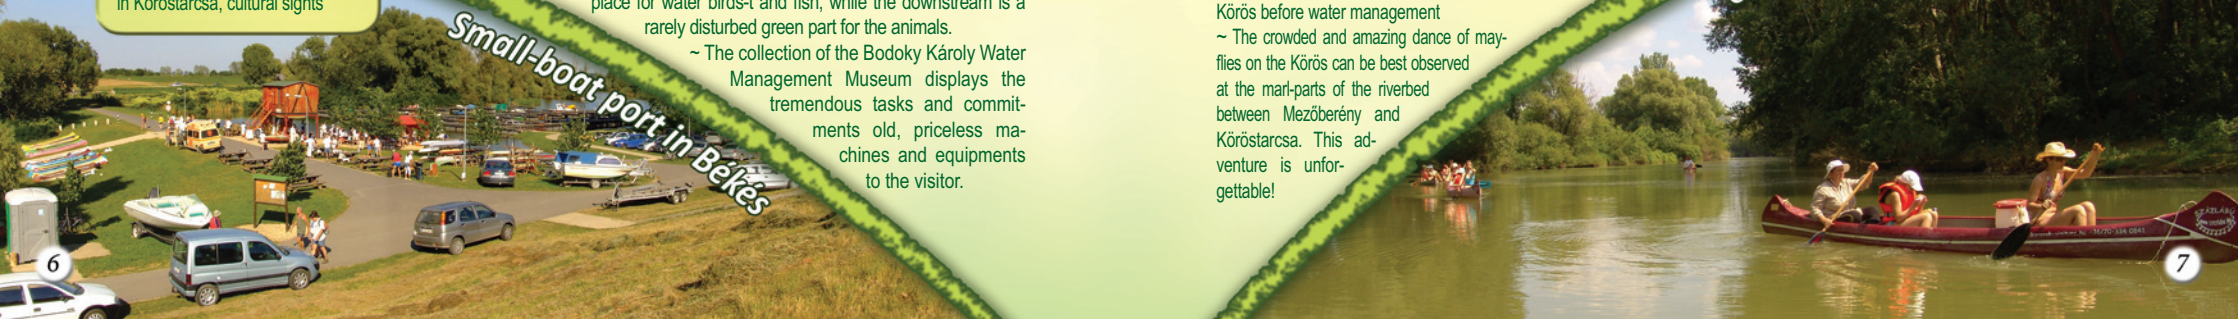 in Köröstarcsa, cultural sights
Small-boat port in Békés
place for water birds-t and fish, while the downstream is a
rarely disturbed green part for the animals.
~ The collection of the Bodoky Károly Water
Management Museum displays the
tremendous tasks and commit-
ments old, priceless ma-
chines and equipments
to the visitor.
6
Körös before water management
~ The crowded and amazing dance of may-
flies on the Körös can be best observed
at the marl-parts of the riverbed
between Mezőberény and
Köröstarcsa. This ad-
venture is unfor-
gettable!
SZÁZLÁBÚ
7